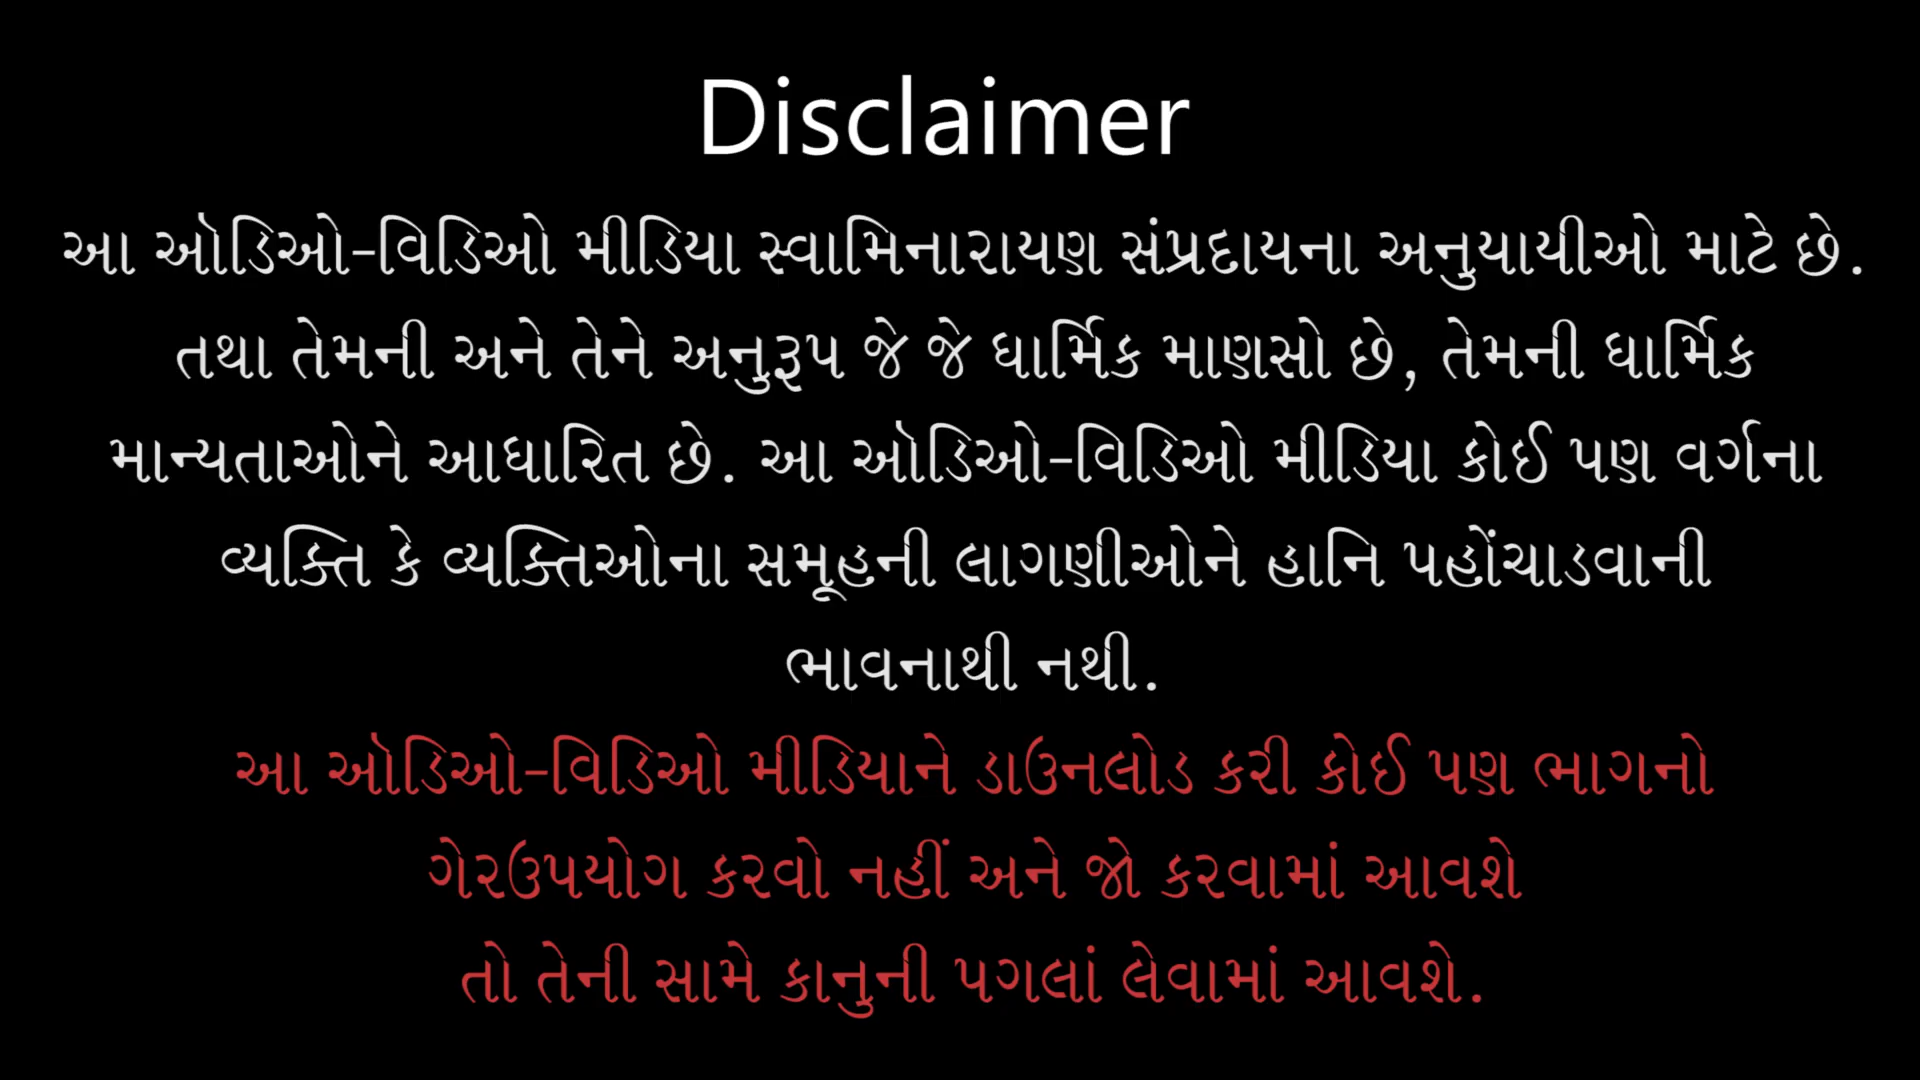 Disclaimer
આ ઑડિઓ-વિડિઓ મીડિયા સ્વામિનારાયણ સંપ્રદાયના અનુયાયીઓ માટે છે.
તથા તેમની અને તેને અનુરૂપ જે જે ધાર્મિક માણસો છે, તેમની ધાર્મિક
માન્યતાઓને આધારિત છે. આ ઑડિઓ-વિડિઓ મીડિયા કોઈ પણ વર્ગના
વ્યક્તિ કે વ્યક્તિઓના સમૂહની લાગણીઓને હાનિ પહોંચાડવાની
ભાવનાથી નથી.
આ ઑડિઓ-વિડિઓ મીડિયાને ડાઉનલોડ કરી કોઈ પણ ભાગનો
ગેરઉપયોગ કરવો નહીં અને જો કરવામાં આવશે
તો તેની સામે કાનુની પગલાં લેવામાં આવશે.